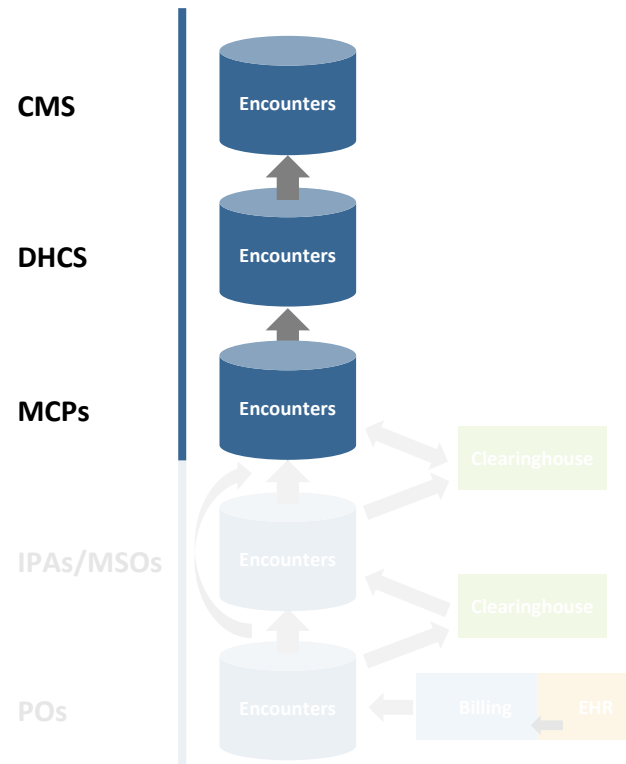 Encounters
CMS
Encounters
DHCS
Encounters
MCPs
Clearinghouse
IPAs/MSOs
Encounters
Clearinghouse
POs
Encounters
Billing
EHR